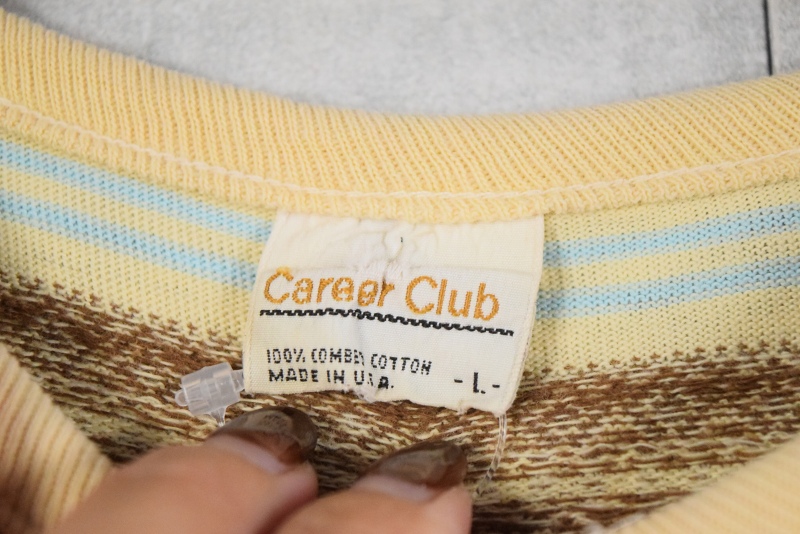 Career Club
100% COMBED COTTON
MADE IN U.S.A.
- L -